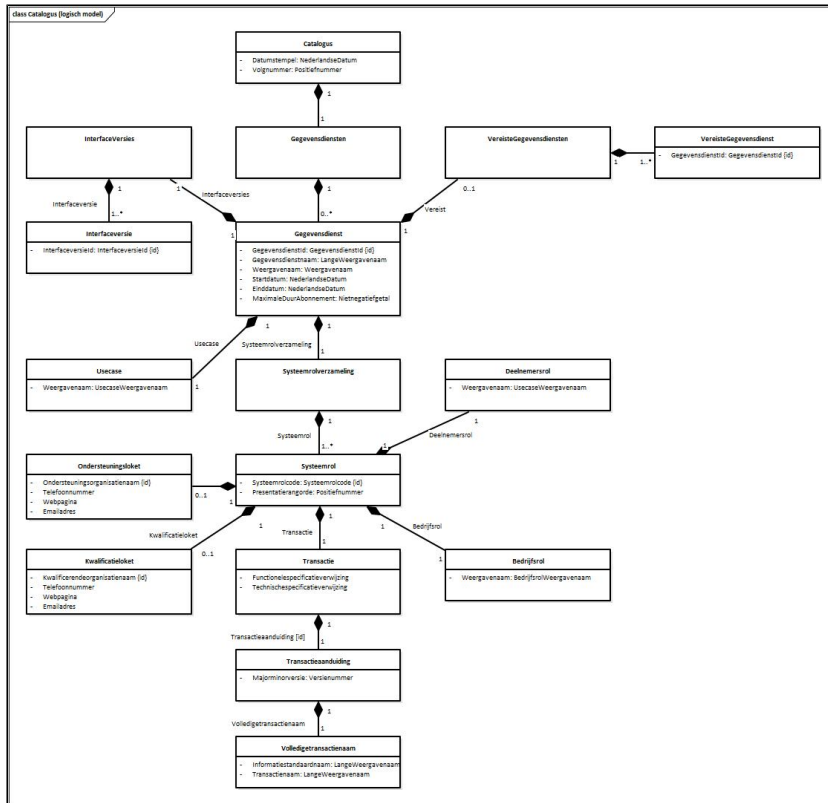 class Catalogus (logisch model)
Catalogus
- Datumstempel: NederlandseDatum
- Volgnummer: Positiefnummer
1
1
InterfaceVersies
Gegevensdiensten
VereisteGegevensdiensten
VereisteGegevensdienst
- GegevensdienstId: GegevensdienstId {id}
1
1..*
1
1
1
0..1
Interfaceversies
Interfaceversie
1..*
0..*
Vereist
1
1
Interfaceversie
- InterfaceversieId: InterfaceversieId {id}
Gegevensdienst
- GegevensdienstId: GegevensdienstId {id}
- Gegevensdienstnaam: LangeWeergavenaam
- Weergavenaam: Weergavenaam
- Startdatum: NederlandseDatum
- Einddatum: NederlandseDatum
- MaximaleDuurAbonnement: Nietnegatiefgetal
1
1
Usecase
Systeemrolverzameling
1
Usecase
- Weergavenaam: UsecaseWeergavenaam
1
Systeemrolverzameling
Deelnemersrol
- Weergavenaam: UsecaseWeergavenaam
1
1
Systeemrol
Deelnemersrol
1..*
1
Ondersteuningsloket
- Ondersteuningsorganisatienaam {id}
- Telefoonnummer
- Webpagina
- Emailadres
0..1
1
Systeemrol
- Systeemrolcode: Systeemrolcode {id}
- Presentatierangorde: Positiefnummer
1
1
1
Kwalificatieloket
Transactie
Bedrijfsrol
0..1
1
1
Kwalificatieloket
- Kwalificerendeorganisatienaam {id}
- Telefoonnummer
- Webpagina
- Emailadres
Transactie
- Functionelespecificatieverwijzing
- Technischespecificatieverwijzing
Bedrijfsrol
- Weergavenaam: BedrijfsrolWeergavenaam
1
Transactieaanduiding {id}
1
Transactieaanduiding
- Majorminorversie: Versienummer
1
Volledigetransactienaam
1
Volledigetransactienaam
- Informatiestandaardnaam: LangeWeergavenaam
- Transactienaam: LangeWeergavenaam